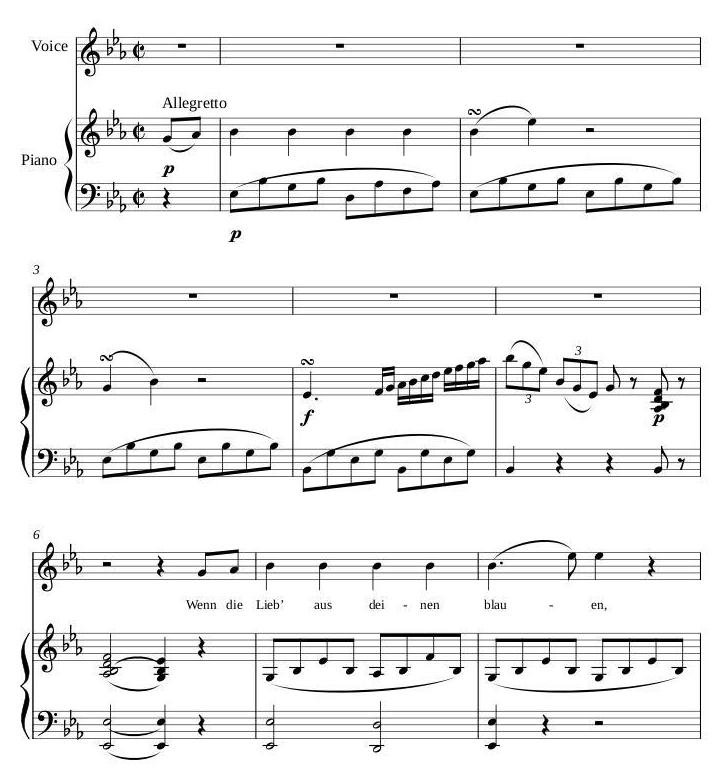 Voice
Allegretto
Piano
p
p
3
f
3
3
p
6
Wenn die Lieb’ aus dei - nen blau - en,